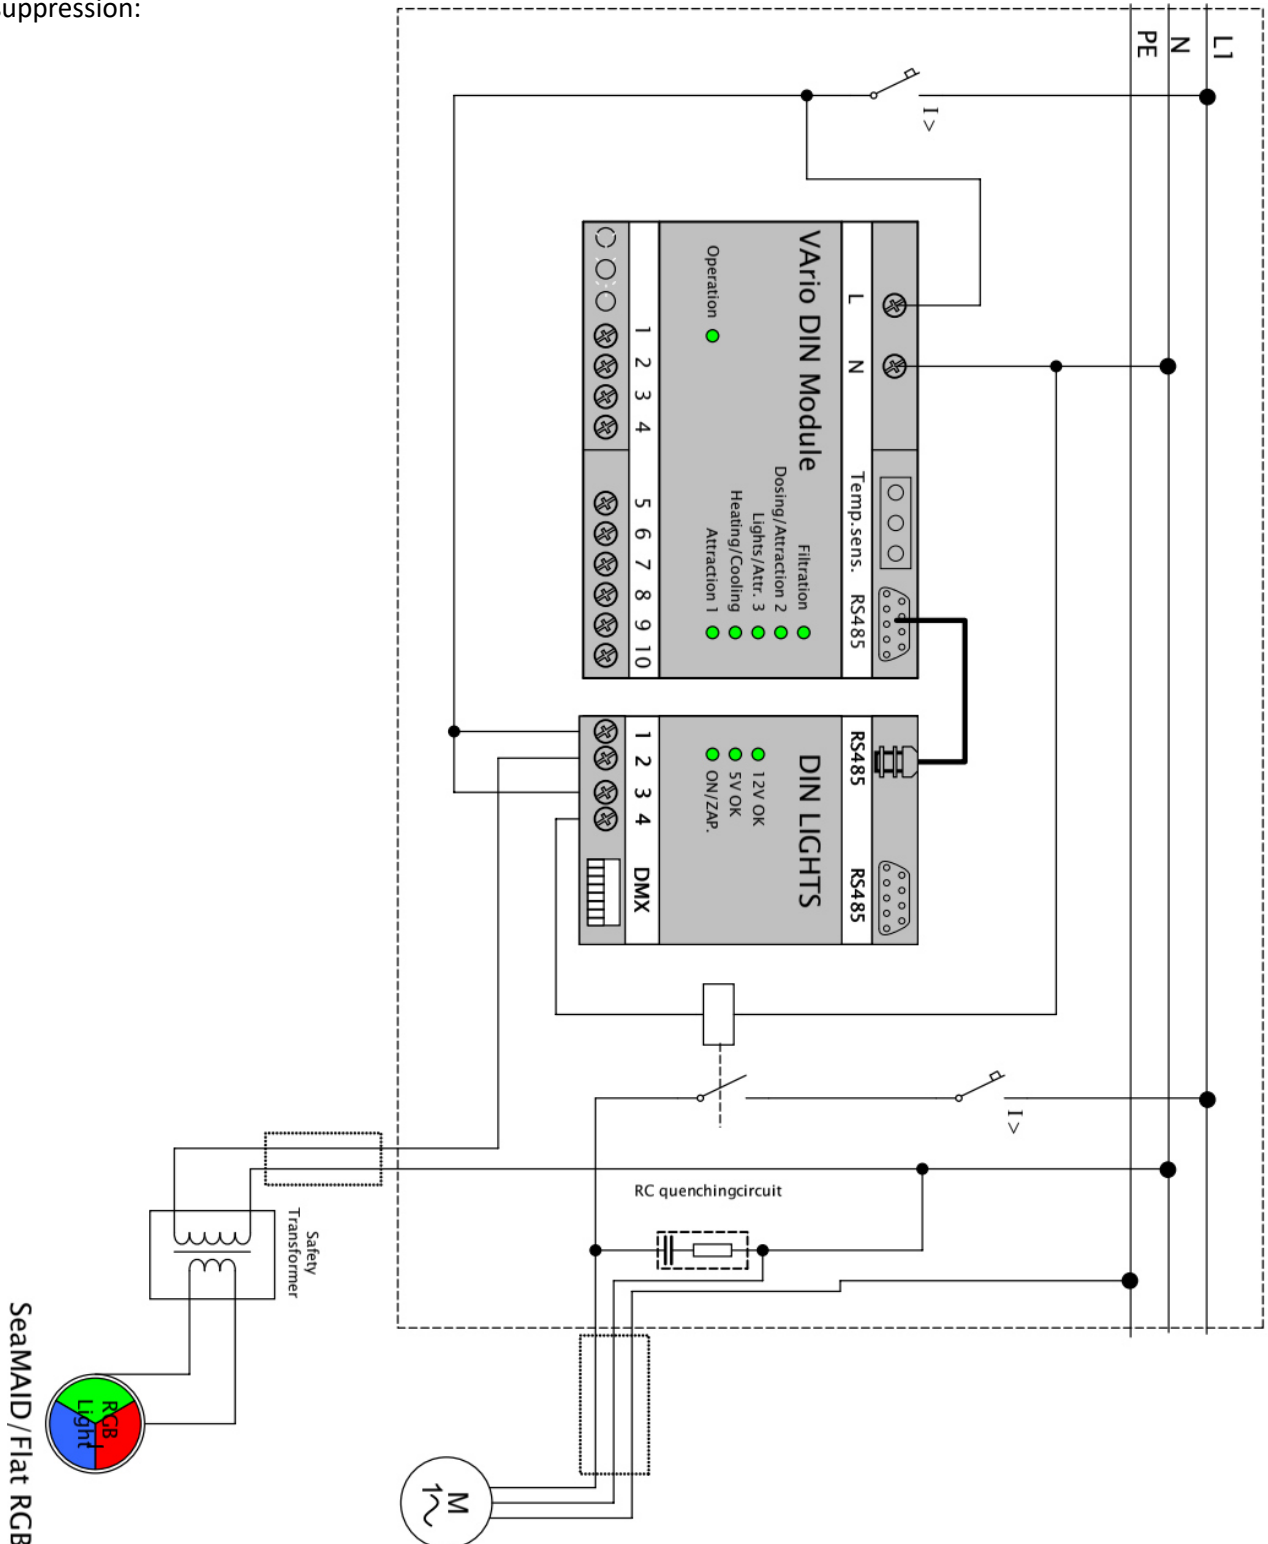 suppression:
L1
N
PE
I >
VArio DIN Module
L
N
Temp.sens.
RS485
Operation
Filtration
Dosing/Attraction 2
Lights/Attr. 3
Heating/Cooling
Attraction 1
1 2 3 4
5 6 7 8 9 10
DIN LIGHTS
RS485
RS485
12V OK
5V OK
ON/ZAP.
1 2 3 4
DMX
I >
RC quenchingcircuit
Safety
Transformer
RGB
Light
SeaMAID/Flat RGB
M
1~